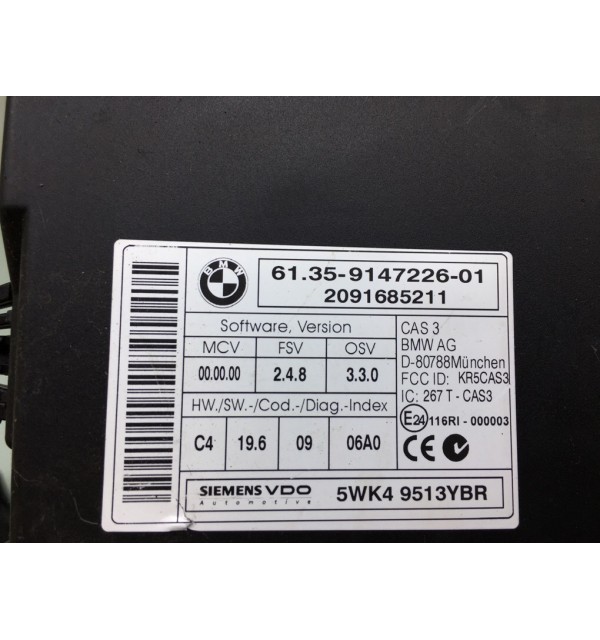 BMW
61.35-9147226-01
2091685211
Software, Version
MCV FSV OSV
00.00.00 2.4.8 3.3.0
HW./SW.-/Cod.-/Diag.-Index
C4 19.6 09 06A0
CAS 3
BMW AG
D-80788München
FCC ID: KR5CAS3
IC: 267 T - CAS3
E24 116RI - 000003
CE
SIEMENS VDO
Automotive
5WK4 9513YBR